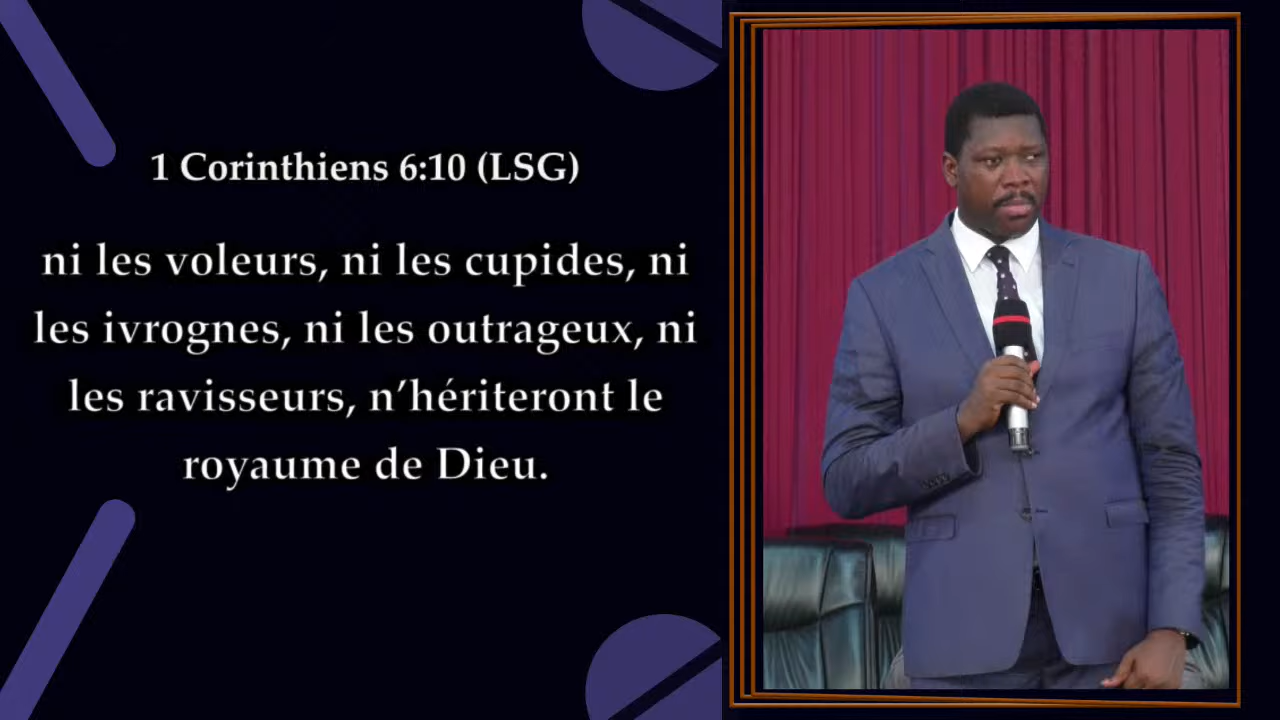 1 Corinthiens 6:10 (LSG)
ni les voleurs, ni les cupides, ni
les ivrognes, ni les outrageux, ni
les ravisseurs, n’hériteront le
royaume de Dieu.